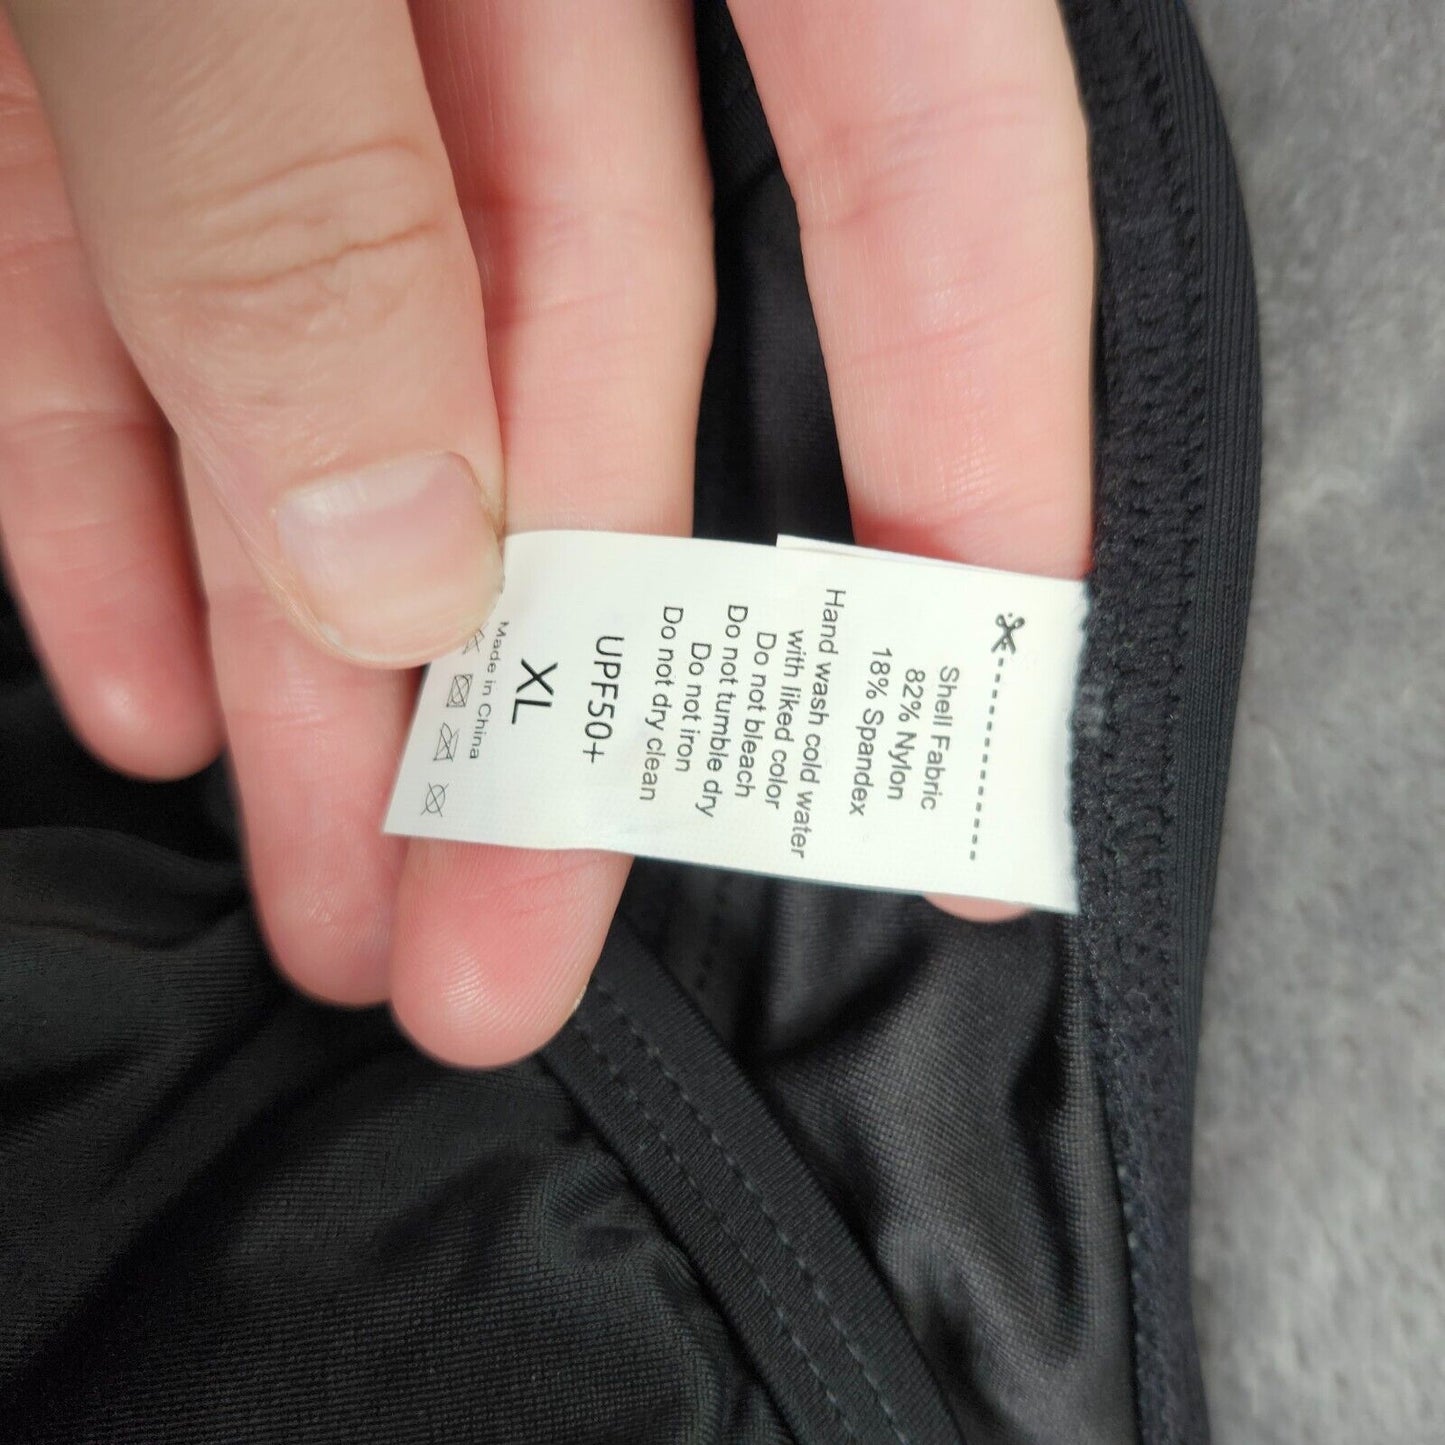 Shell Fabric
82% Nylon
18% Spandex
Hand wash cold water
with liked color
Do not bleach
Do not tumble dry
Do not iron
Do not dry clean
UPF50+
XL
Made in China